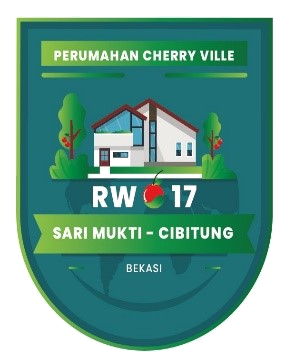 PERUMAHAN CHERRY VILLE
RW 17
SARI MUKTI - CIBITUNG
BEKASI